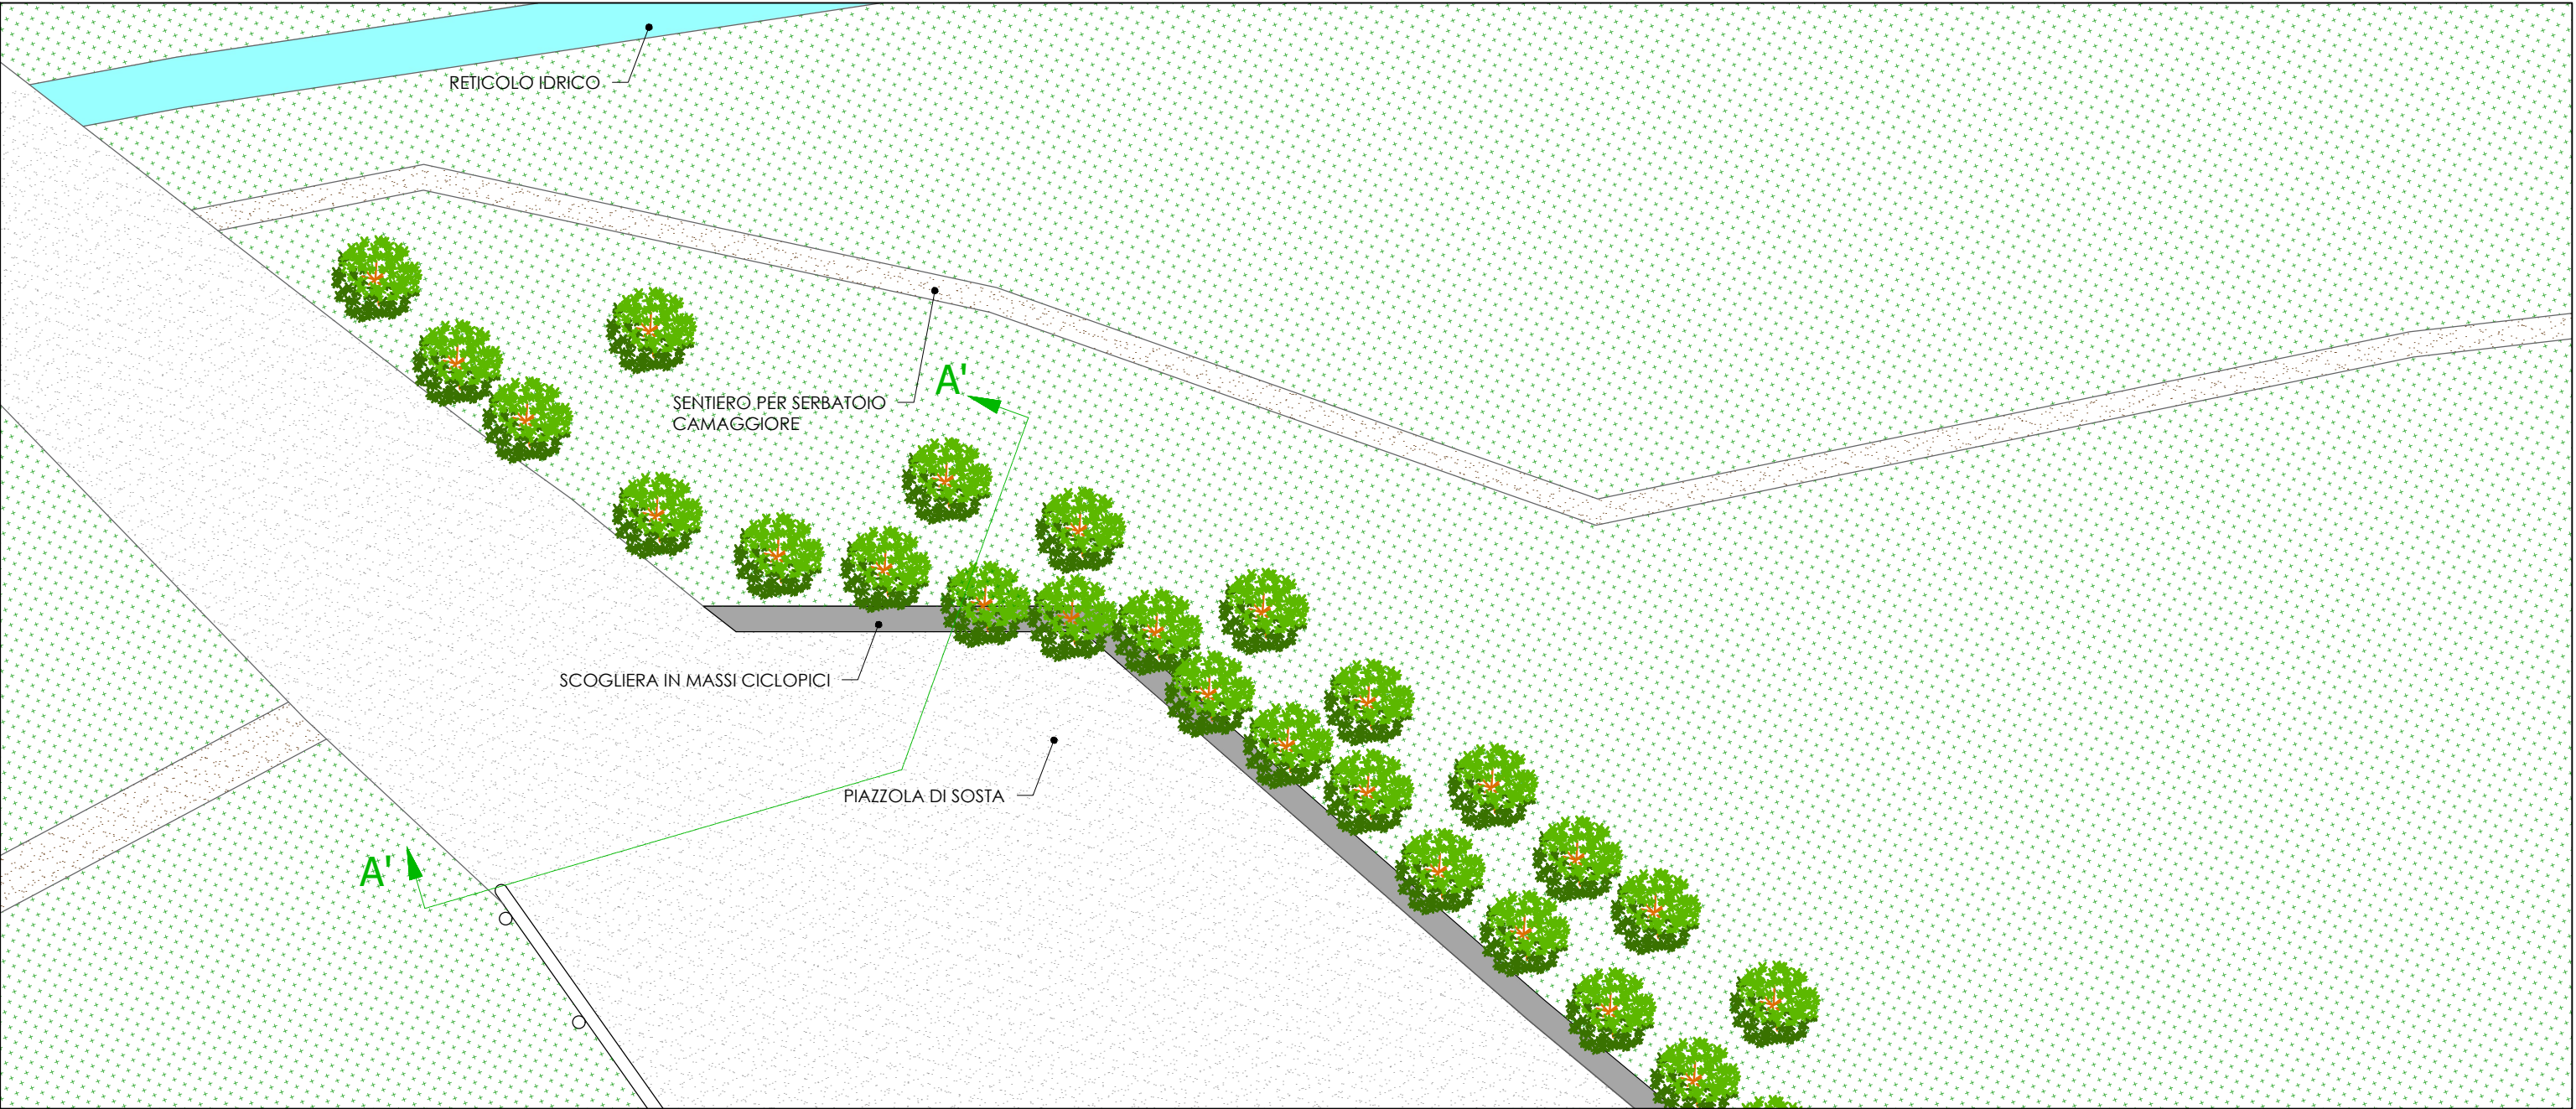 RETICOLO IDRICO
A'
SENTIERO PER SERBATOIO
CAMAGGIORE
SCOGLIERA IN MASSI CICLOPICI
PIAZZOLA DI SOSTA
A'